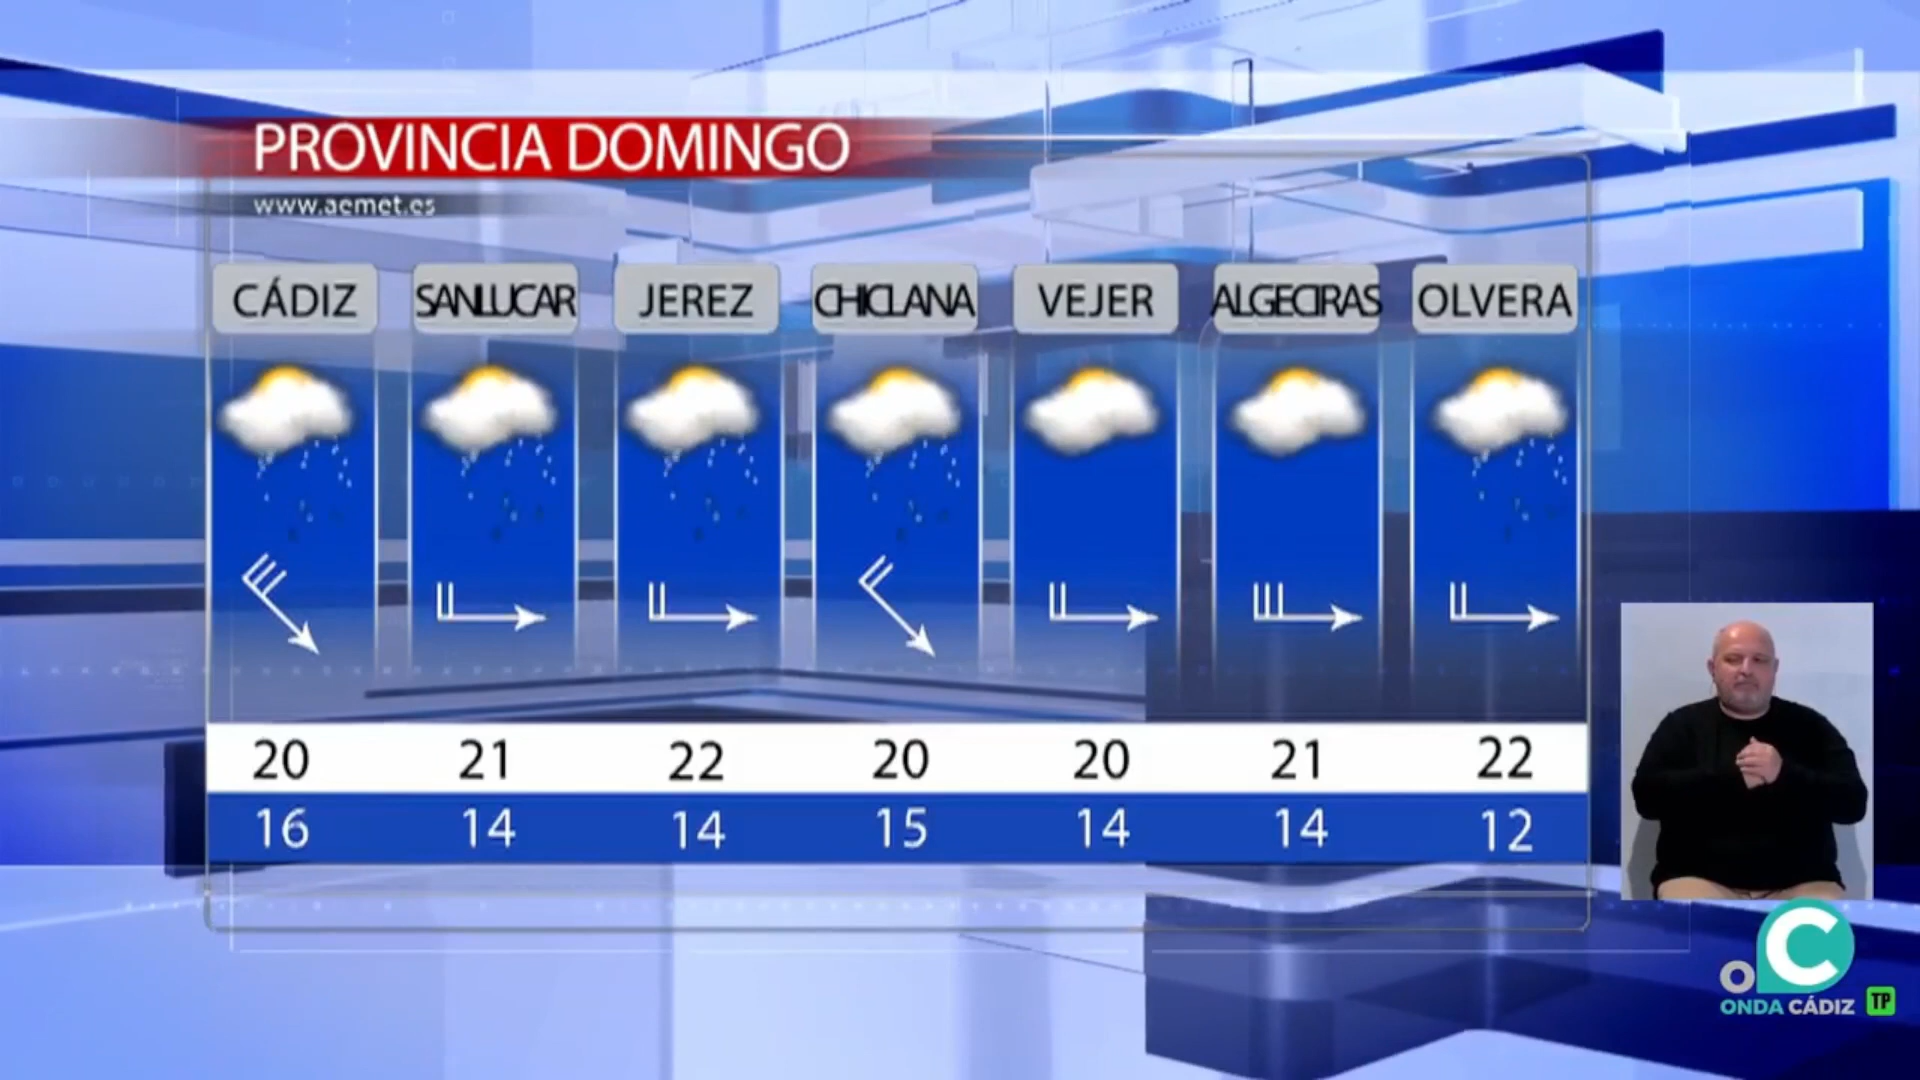 PROVINCIA DOMINGO
www.aemet.es
CÁDIZ SANLUCAR JEREZ CHICLANA VEJER ALGECIRAS OLVERA
20 21 22 20 20 21 22
16 14 14 15 14 14 12
OC
ONDA CÁDIZ TP